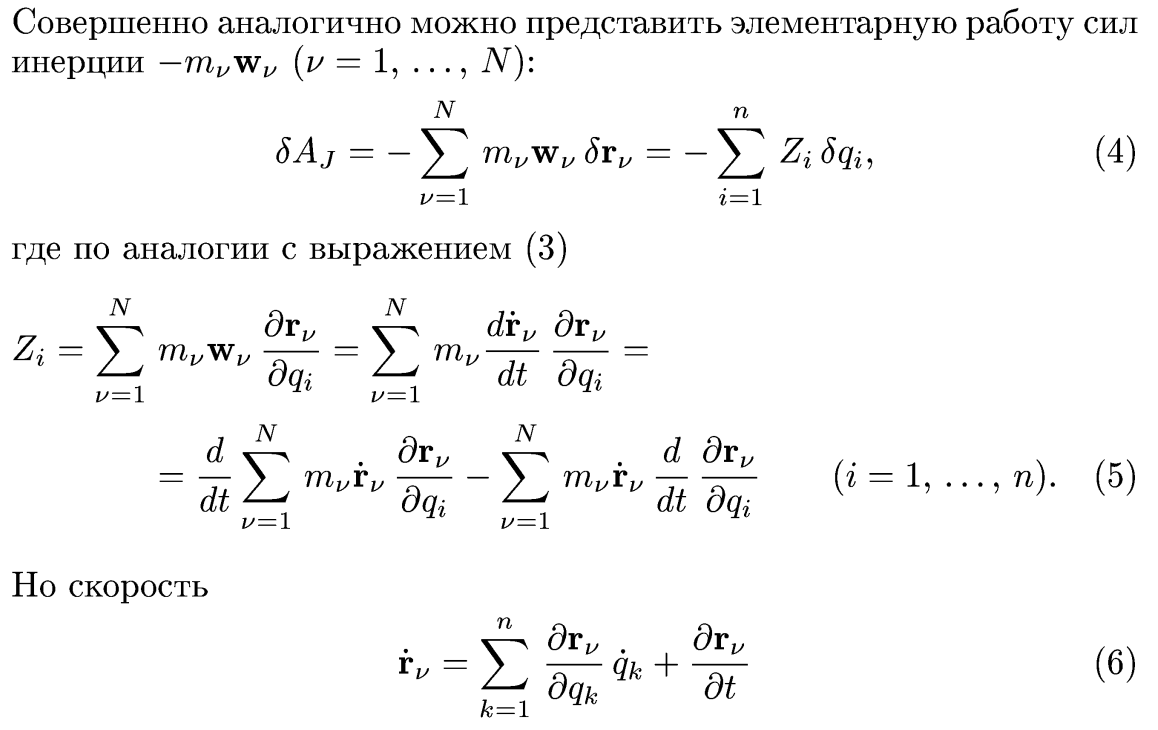 Совершенно аналогично можно представить элементарную работу сил
инерции $-m_\nu \mathbf{w}_\nu$ ($\nu = 1, \ldots, N$):
$$\delta A_J = -\sum_{\nu=1}^{N} m_\nu \mathbf{w}_\nu \, \delta \mathbf{r}_\nu = -\sum_{i=1}^{n} Z_i \, \delta q_i, \quad (4)$$
где по аналогии с выражением (3)
$$Z_i = \sum_{\nu=1}^{N} m_\nu \mathbf{w}_\nu \frac{\partial \mathbf{r}_\nu}{\partial q_i} = \sum_{\nu=1}^{N} m_\nu \frac{d\dot{\mathbf{r}}_\nu}{dt} \frac{\partial \mathbf{r}_\nu}{\partial q_i} =$$
$$= \frac{d}{dt} \sum_{\nu=1}^{N} m_\nu \dot{\mathbf{r}}_\nu \frac{\partial \mathbf{r}_\nu}{\partial q_i} - \sum_{\nu=1}^{N} m_\nu \dot{\mathbf{r}}_\nu \frac{d}{dt} \frac{\partial \mathbf{r}_\nu}{\partial q_i} \quad (i = 1, \ldots, n). \quad (5)$$
Но скорость
$$\dot{\mathbf{r}}_\nu = \sum_{k=1}^{n} \frac{\partial \mathbf{r}_\nu}{\partial q_k} \dot{q}_k + \frac{\partial \mathbf{r}_\nu}{\partial t} \quad (6)$$